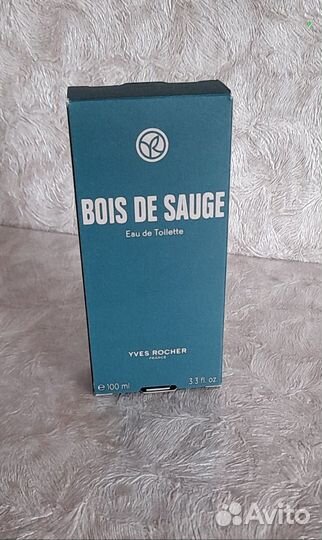 BOIS DE SAUGE
Eau de Toilette
YVES ROCHER
FRANCE
℮ 100 ml 3.3 fl. oz
Avito